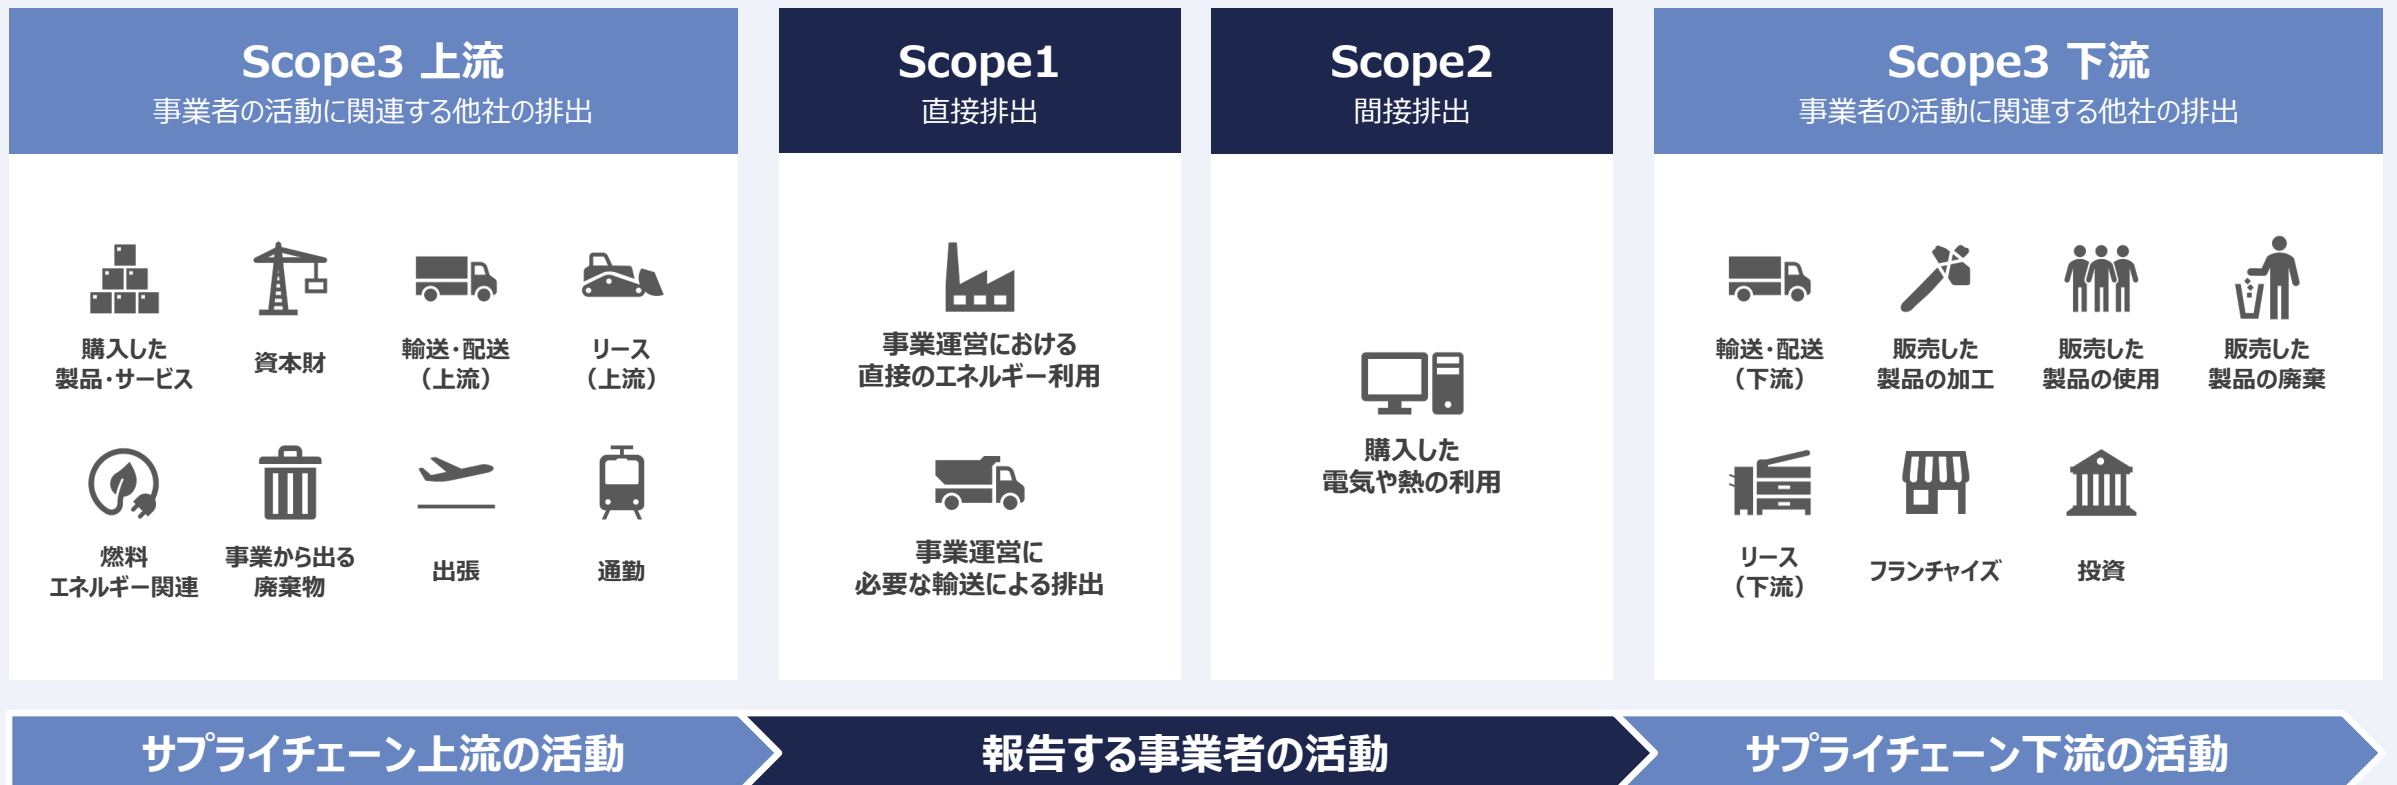 Scope3 上流
事業者の活動に関連する他社の排出
購入した
製品・サービス
資本財
輸送・配送
（上流）
リース
（上流）
燃料
エネルギー関連
事業から出る
廃棄物
出張
通勤
Scope1
直接排出
事業運営における
直接のエネルギー利用
事業運営に
必要な輸送による排出
Scope2
間接排出
購入した
電気や熱の利用
Scope3 下流
事業者の活動に関連する他社の排出
輸送・配送
（下流）
販売した
製品の加工
販売した
製品の使用
販売した
製品の廃棄
リース
（下流）
フランチャイズ
投資
サプライチェーン上流の活動
報告する事業者の活動
サプライチェーン下流の活動